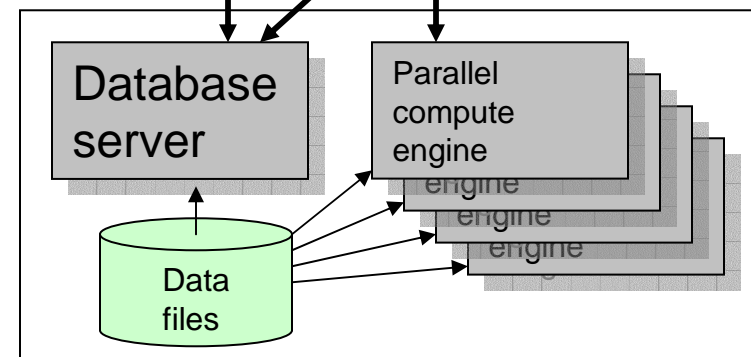 Database
server
Parallel
compute
engine
engine
engine
engine
Data
files